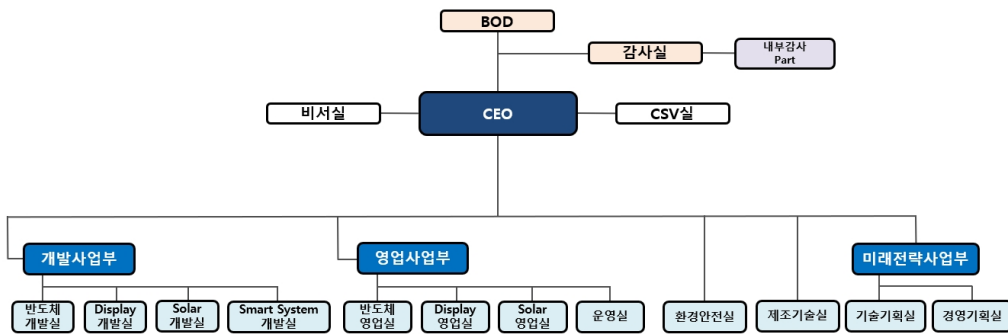 BOD
감사실
내부감사
Part
비서실
CEO
CSV실
개발사업부
영업사업부
미래전략사업부
반도체
개발실
Display
개발실
Solar
개발실
Smart System
개발실
반도체
영업실
Display
영업실
Solar
영업실
운영실
환경안전실
제조기술실
기술기획실
경영기획실